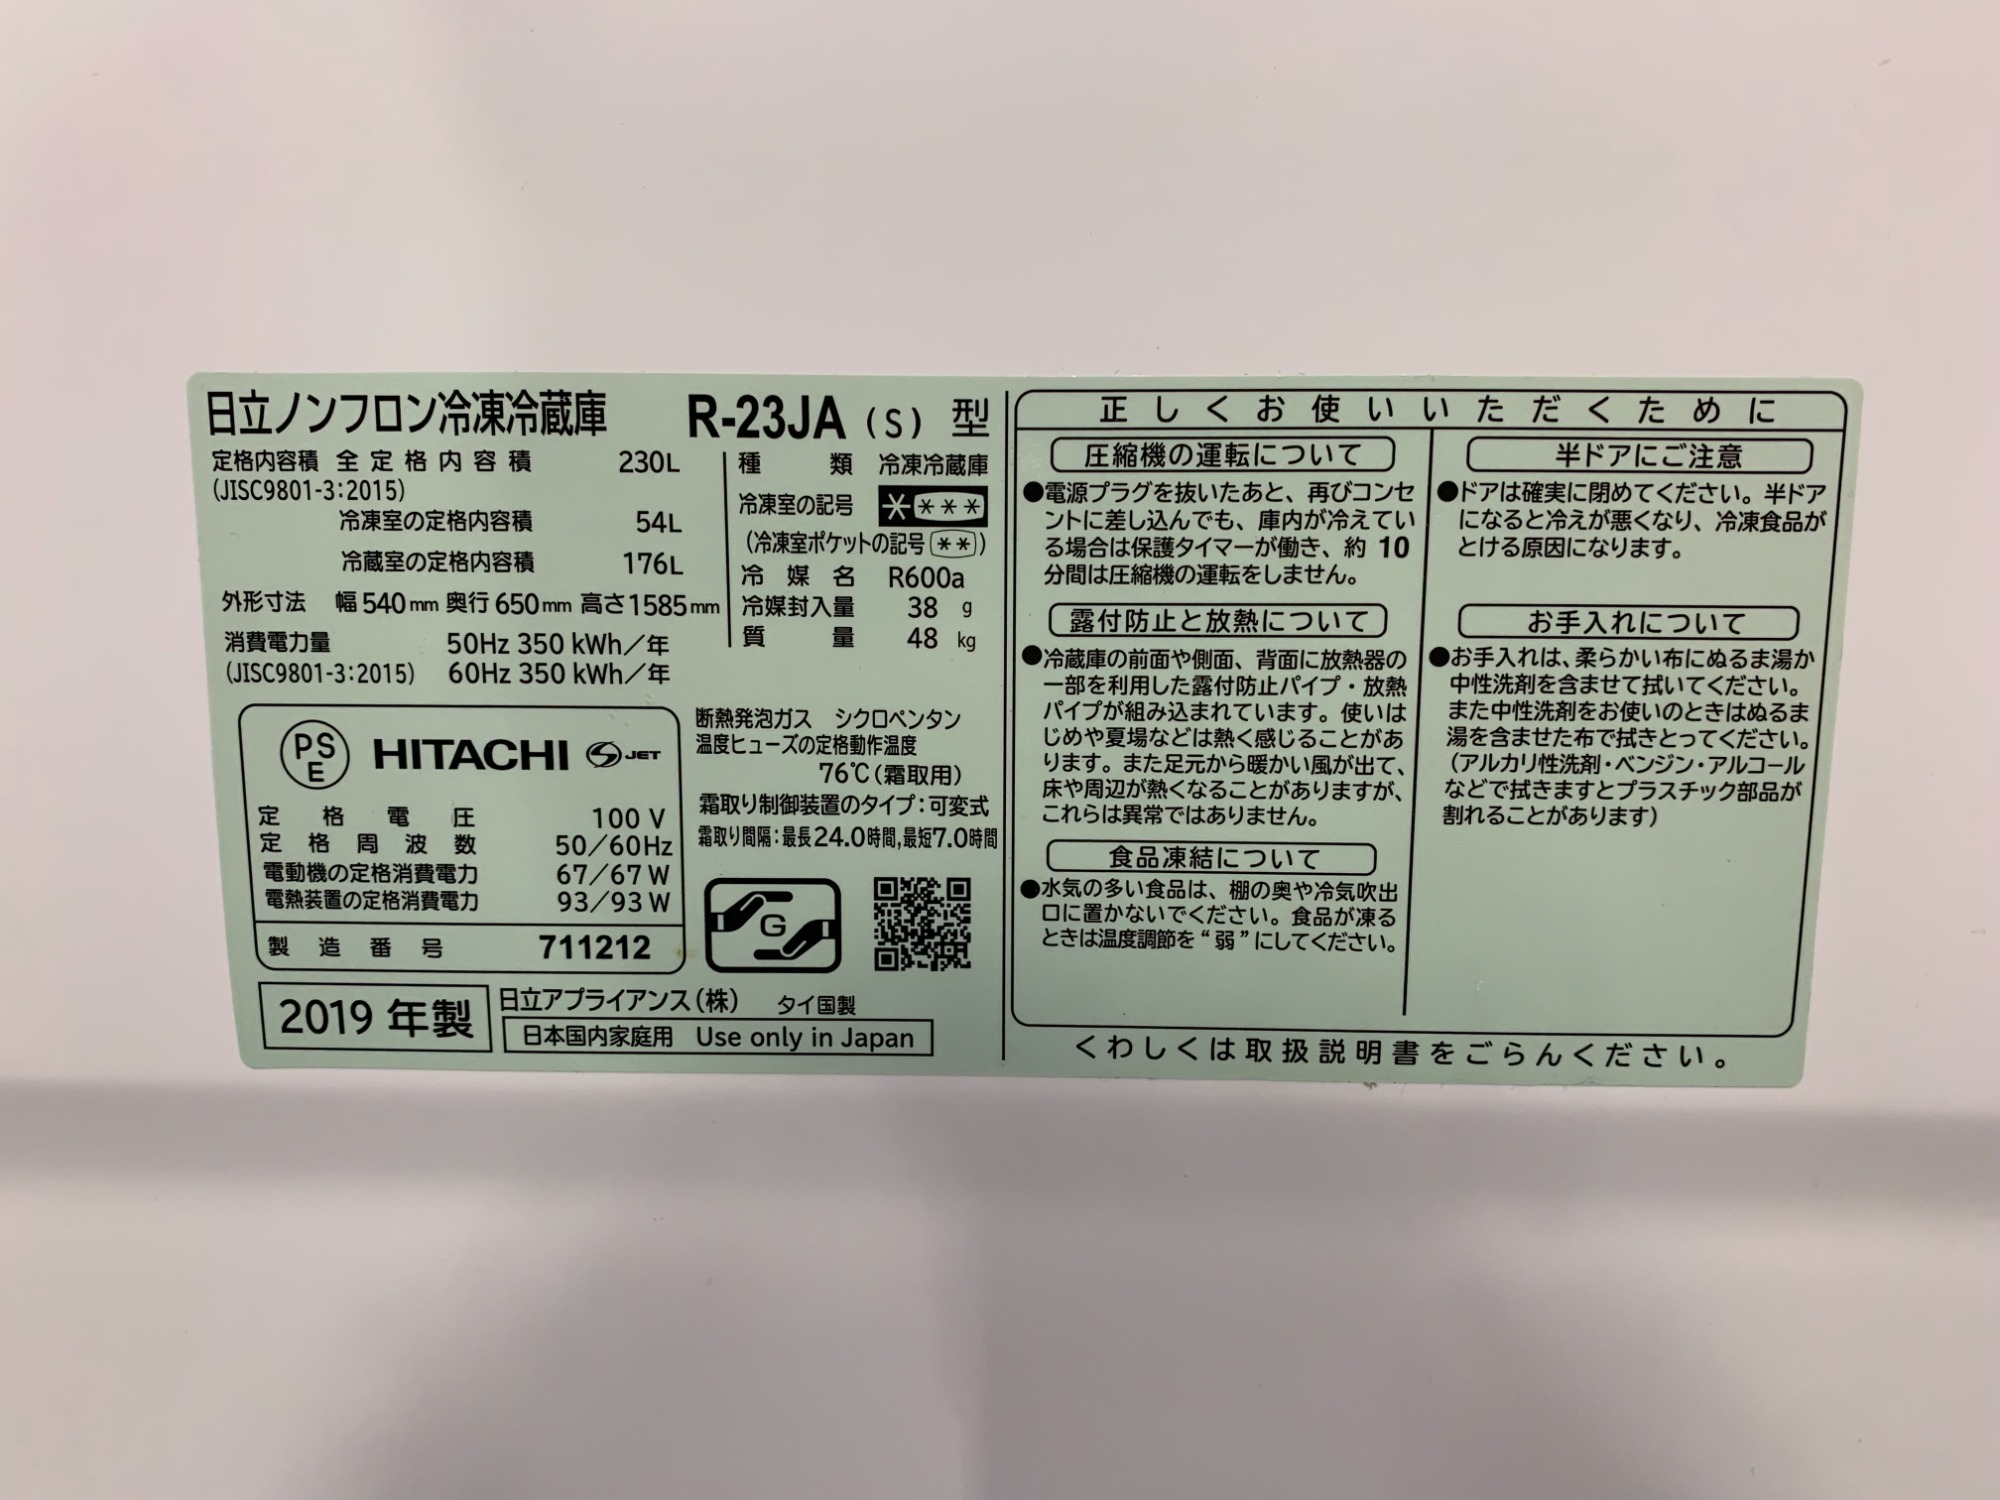 日立ノンフロン冷凍冷蔵庫 R-23JA (S) 型
定格内容積 全定格内容積 230L
(JISC9801-3:2015)
冷凍室の定格内容積 54L
冷蔵室の定格内容積 176L
外形寸法 幅540mm 奥行650mm 高さ1585mm
消費電力量 50Hz 350 kWh/年
(JISC9801-3:2015) 60Hz 350 kWh/年
種類 冷凍冷蔵庫
冷凍室の記号 ****
(冷凍室ポケットの記号 **)
冷媒名 R600a
冷媒封入量 38 g
質量 48 kg
PS
E
HITACHI S JET
定格電圧 100 V
定格周波数 50/60Hz
電動機の定格消費電力 67/67 W
電熱装置の定格消費電力 93/93 W
製造番号 711212
断熱発泡ガス シクロペンタン
温度ヒューズの定格動作温度
76℃(霜取用)
霜取り制御装置のタイプ:可変式
霜取り間隔:最長24.0時間,最短7.0時間
G
2019 年製
日立アプライアンス(株) タイ国製
日本国内家庭用 Use only in Japan
正しくお使いいただくために
圧縮機の運転について
●電源プラグを抜いたあと、再びコンセ
ントに差し込んでも、庫内が冷えてい
る場合は保護タイマーが働き、約 10
分間は圧縮機の運転をしません。
露付防止と放熱について
●冷蔵庫の前面や側面、背面に放熱器の
一部を利用した露付防止パイプ・放熱
パイプが組み込まれています。使いは
じめや夏場などは熱く感じることがあ
ります。また足元から暖かい風が出て、
床や周辺が熱くなることがありますが、
これらは異常ではありません。
食品凍結について
●水気の多い食品は、棚の奥や冷気吹出
口に置かないでください。食品が凍る
ときは温度調節を“弱”にしてください。
半ドアにご注意
●ドアは確実に閉めてください。半ドア
になると冷えが悪くなり、冷凍食品が
とける原因になります。
お手入れについて
●お手入れは、柔らかい布にぬるま湯か
中性洗剤を含ませて拭いてください。
また中性洗剤をお使いのときはぬるま
湯を含ませた布で拭きとってください。
(アルカリ性洗剤・ベンジン・アルコール
などで拭きますとプラスチック部品が
割れることがあります)
くわしくは取扱説明書をごらんください。